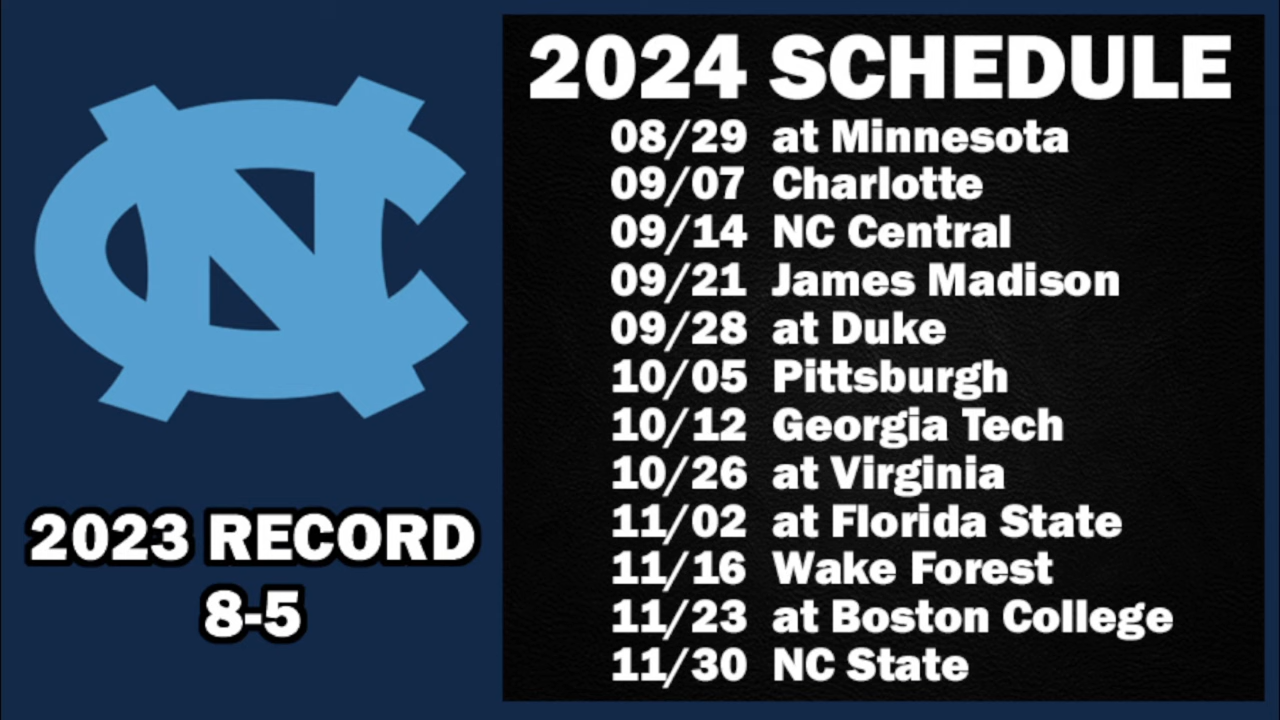 NC
2023 RECORD
8-5
2024 SCHEDULE
08/29 at Minnesota
09/07 Charlotte
09/14 NC Central
09/21 James Madison
09/28 at Duke
10/05 Pittsburgh
10/12 Georgia Tech
10/26 at Virginia
11/02 at Florida State
11/16 Wake Forest
11/23 at Boston College
11/30 NC State